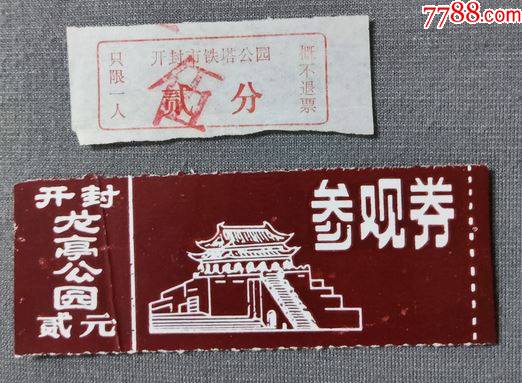 7788.com
开封市铁塔公园
只限一人
贰分
概不退票
开封
龙亭公园
贰元
参观券